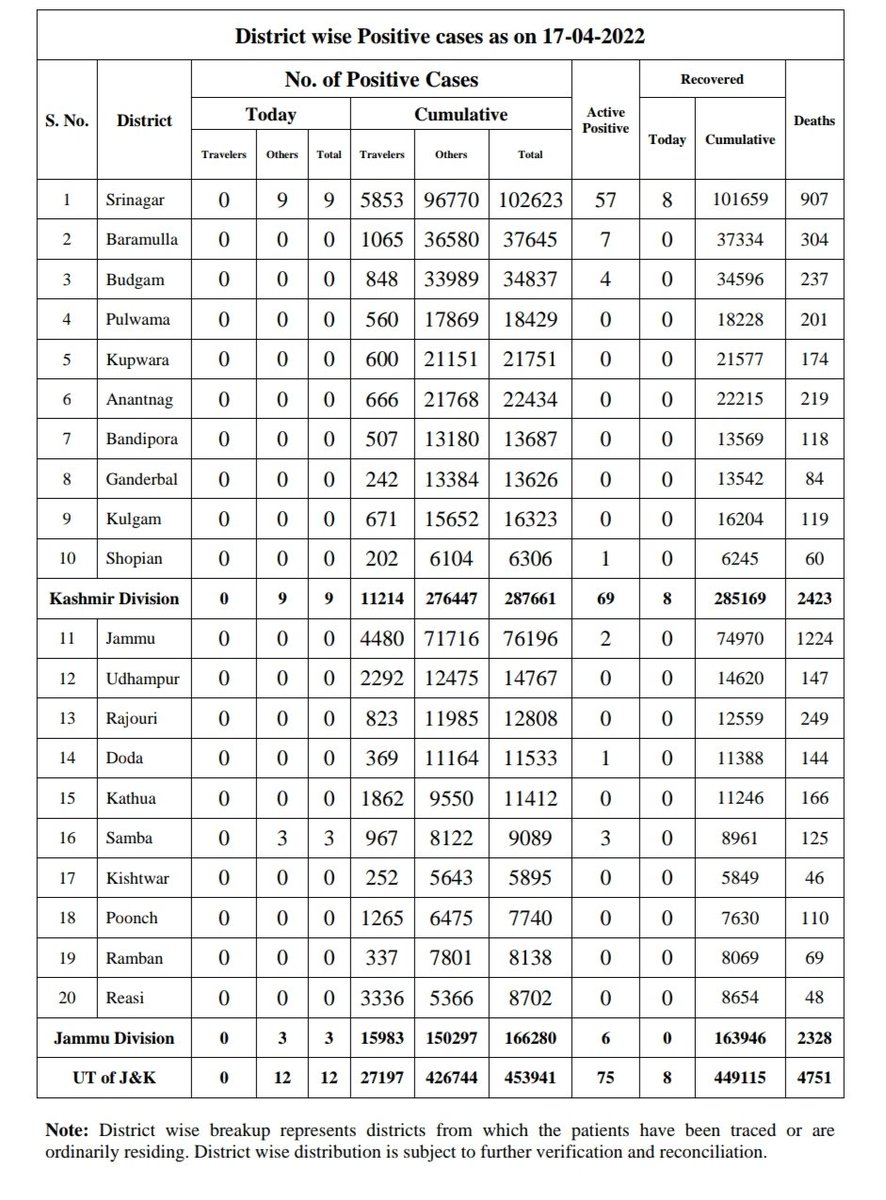 District wise Positive cases as on 17-04-2022
S. No. District No. of Positive Cases Active Positive Recovered Deaths
Today Cumulative Today Cumulative
Travelers Others Total Travelers Others Total
1 Srinagar 0 9 9 5853 96770 102623 57 8 101659 907
2 Baramulla 0 0 0 1065 36580 37645 7 0 37334 304
3 Budgam 0 0 0 848 33989 34837 4 0 34596 237
4 Pulwama 0 0 0 560 17869 18429 0 0 18228 201
5 Kupwara 0 0 0 600 21151 21751 0 0 21577 174
6 Anantnag 0 0 0 666 21768 22434 0 0 22215 219
7 Bandipora 0 0 0 507 13180 13687 0 0 13569 118
8 Ganderbal 0 0 0 242 13384 13626 0 0 13542 84
9 Kulgam 0 0 0 671 15652 16323 0 0 16204 119
10 Shopian 0 0 0 202 6104 6306 1 0 6245 60
Kashmir Division 0 9 9 11214 276447 287661 69 8 285169 2423
11 Jammu 0 0 0 4480 71716 76196 2 0 74970 1224
12 Udhampur 0 0 0 2292 12475 14767 0 0 14620 147
13 Rajouri 0 0 0 823 11985 12808 0 0 12559 249
14 Doda 0 0 0 369 11164 11533 1 0 11388 144
15 Kathua 0 0 0 1862 9550 11412 0 0 11246 166
16 Samba 0 3 3 967 8122 9089 3 0 8961 125
17 Kishtwar 0 0 0 252 5643 5895 0 0 5849 46
18 Poonch 0 0 0 1265 6475 7740 0 0 7630 110
19 Ramban 0 0 0 337 7801 8138 0 0 8069 69
20 Reasi 0 0 0 3336 5366 8702 0 0 8654 48
Jammu Division 0 3 3 15983 150297 166280 6 0 163946 2328
UT of J&K 0 12 12 27197 426744 453941 75 8 449115 4751
Note: District wise breakup represents districts from which the patients have been traced or are
ordinarily residing. District wise distribution is subject to further verification and reconciliation.